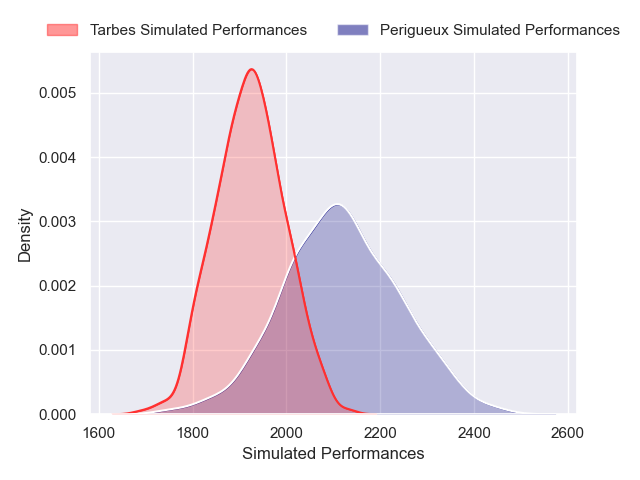 Tarbes Simulated Performances Perigueux Simulated Performances
Density
0.005
0.004
0.003
0.002
0.001
0.000
1600 1800 2000 2200 2400 2600
Simulated Performances